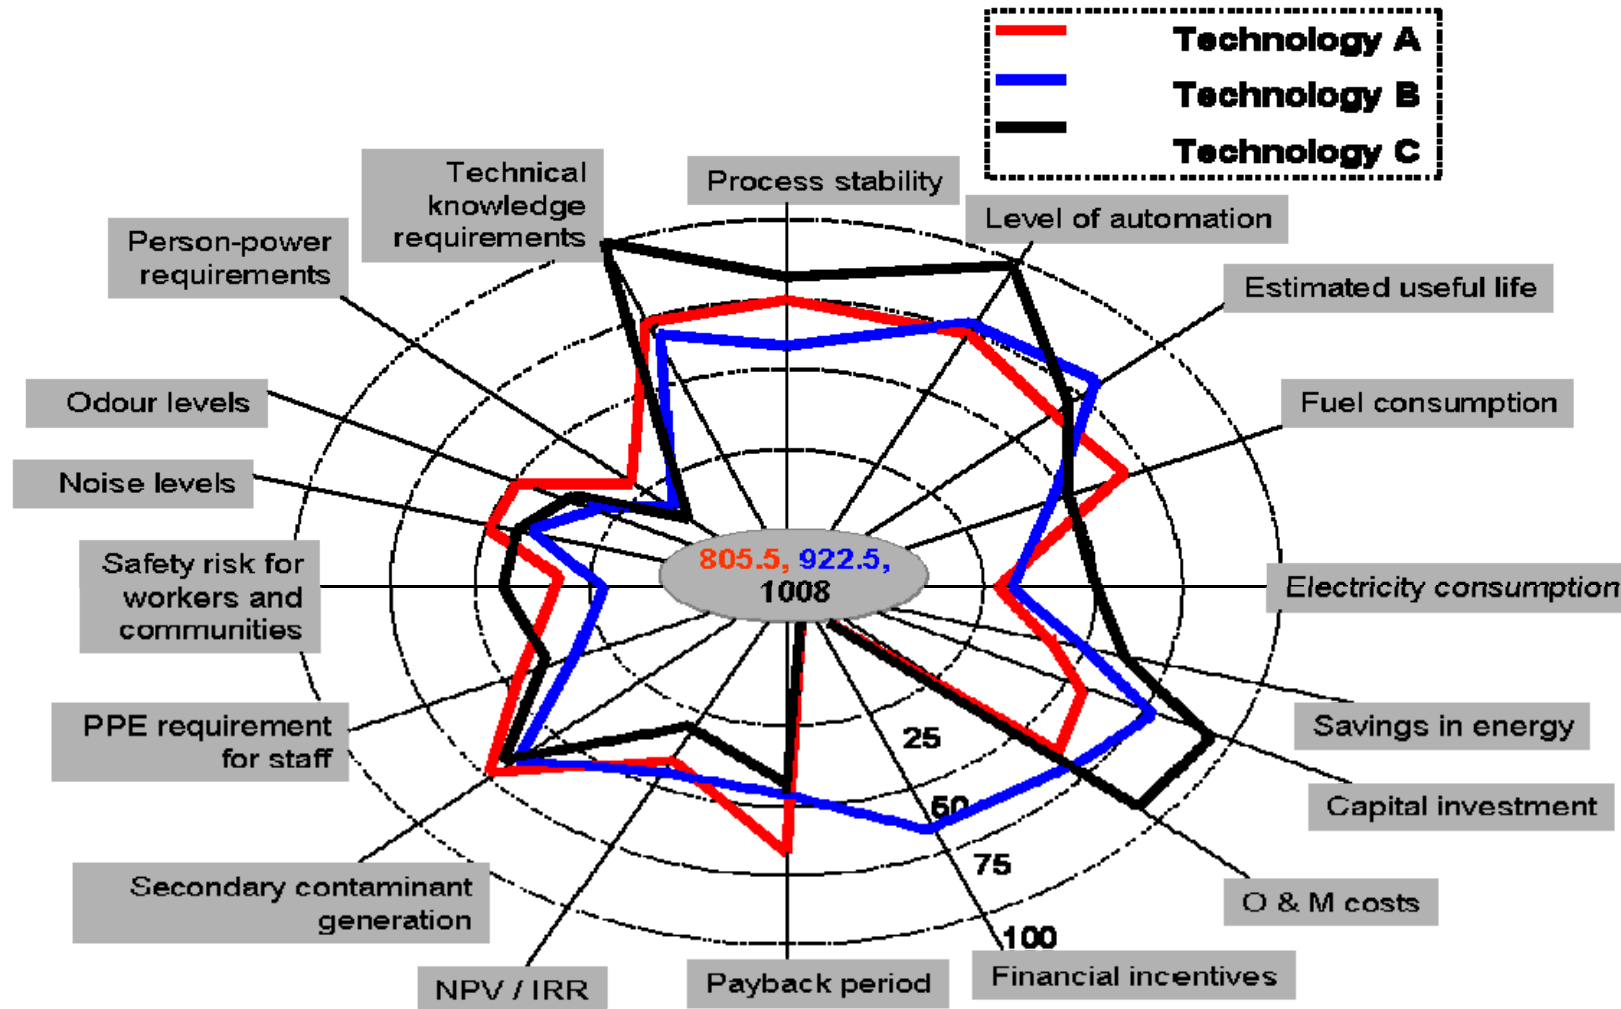 Technology A
Technology B
Technology C
Process stability
Level of automation
Estimated useful life
Fuel consumption
Electricity consumption
Savings in energy
Capital investment
O & M costs
Financial incentives
Payback period
NPV / IRR
Secondary contaminant
generation
PPE requirement
for staff
Safety risk for
workers and
communities
Noise levels
Odour levels
Person-power
requirements
Technical
knowledge
requirements
805.5, 922.5,
1008
25
50
75
100